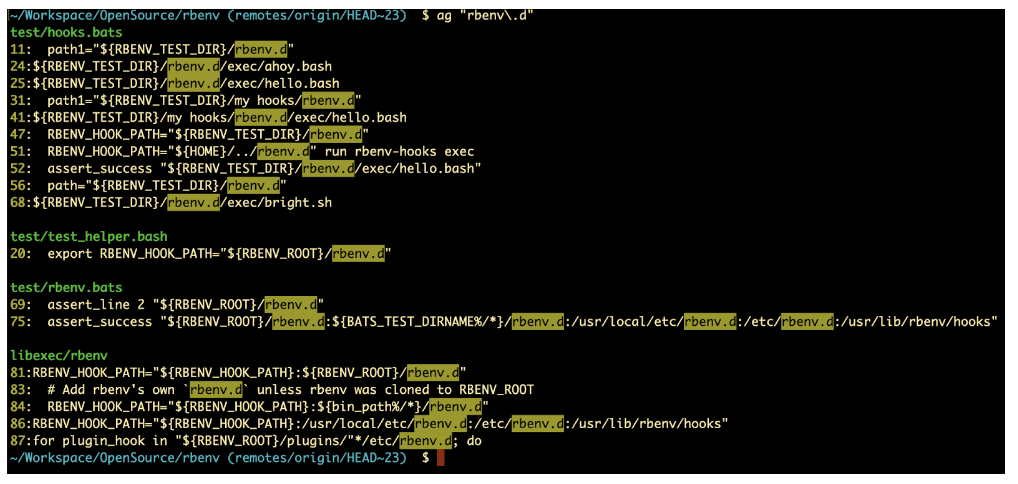 ~/Workspace/OpenSource/rbenv (remotes/origin/HEAD~23)  $ ag "rbenv\.d"
test/hooks.bats
11:  path1="${RBENV_TEST_DIR}/rbenv.d"
24:${RBENV_TEST_DIR}/rbenv.d/exec/ahoy.bash
25:${RBENV_TEST_DIR}/rbenv.d/exec/hello.bash
31:  path1="${RBENV_TEST_DIR}/my hooks/rbenv.d"
41:${RBENV_TEST_DIR}/my hooks/rbenv.d/exec/hello.bash
47:  RBENV_HOOK_PATH="${RBENV_TEST_DIR}/rbenv.d"
51:  RBENV_HOOK_PATH="${HOME}/../rbenv.d" run rbenv-hooks exec
52:  assert_success "${RBENV_TEST_DIR}/rbenv.d/exec/hello.bash"
56:  path="${RBENV_TEST_DIR}/rbenv.d"
68:${RBENV_TEST_DIR}/rbenv.d/exec/bright.sh
test/test_helper.bash
20:  export RBENV_HOOK_PATH="${RBENV_ROOT}/rbenv.d"
test/rbenv.bats
69:  assert_line 2 "${RBENV_ROOT}/rbenv.d"
75:  assert_success "${RBENV_ROOT}/rbenv.d:${BATS_TEST_DIRNAME%/*}/rbenv.d:/usr/local/etc/rbenv.d:/etc/rbenv.d:/usr/lib/rbenv/hooks"
libexec/rbenv
81:RBENV_HOOK_PATH="${RBENV_HOOK_PATH}:${RBENV_ROOT}/rbenv.d"
83:  # Add rbenv's own `rbenv.d` unless rbenv was cloned to RBENV_ROOT
84:  RBENV_HOOK_PATH="${RBENV_HOOK_PATH}:${bin_path%/*}/rbenv.d"
86:RBENV_HOOK_PATH="${RBENV_HOOK_PATH}:/usr/local/etc/rbenv.d:/etc/rbenv.d:/usr/lib/rbenv/hooks"
87:for plugin_hook in "${RBENV_ROOT}/plugins/"*/etc/rbenv.d; do
~/Workspace/OpenSource/rbenv (remotes/origin/HEAD~23)  $